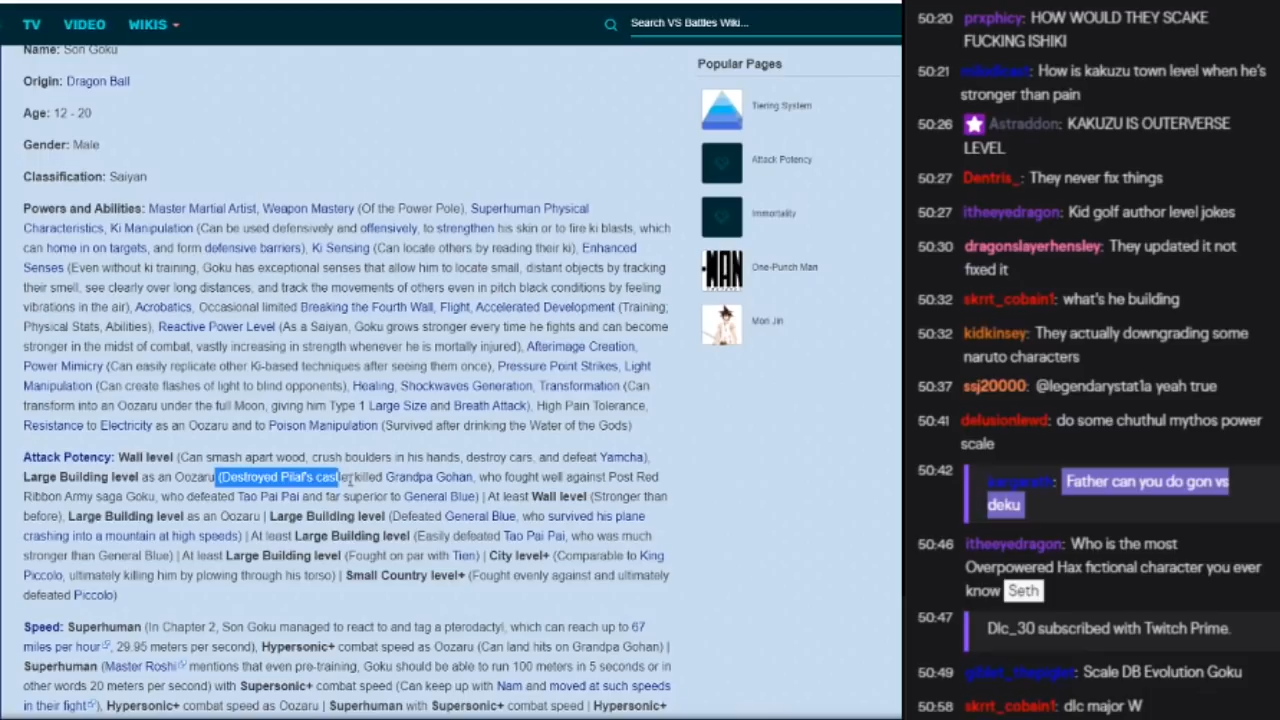 TV VIDEO WIKIS
Search VS Battles Wiki...
Name: Son Goku
Origin: Dragon Ball
Age: 12 - 20
Gender: Male
Classification: Saiyan
Powers and Abilities: Master Martial Artist, Weapon Mastery (Of the Power Pole), Superhuman Physical
Characteristics, Ki Manipulation (Can be used defensively and offensively, to strengthen his skin or to fire ki blasts, which
can home in on targets, and form defensive barriers), Ki Sensing (Can locate others by reading their ki), Enhanced
Senses (Even without ki training, Goku has exceptional senses that allow him to locate small, distant objects by tracking
their smell, see clearly over long distances, and track the movements of others even in pitch black conditions by feeling
vibrations in the air), Acrobatics, Occasional limited Breaking the Fourth Wall, Flight, Accelerated Development (Training;
Physical Stats, Abilities), Reactive Power Level (As a Saiyan, Goku grows stronger every time he fights and can become
stronger in the midst of combat, vastly increasing in strength whenever he is mortally injured), Afterimage Creation,
Power Mimicry (Can easily replicate other Ki-based techniques after seeing them once), Pressure Point Strikes, Light
Manipulation (Can create flashes of light to blind opponents), Healing, Shockwaves Generation, Transformation (Can
transform into an Oozaru under the full Moon, giving him Type 1 Large Size and Breath Attack), High Pain Tolerance,
Resistance to Electricity as an Oozaru and to Poison Manipulation (Survived after drinking the Water of the Gods)
Attack Potency: Wall level (Can smash apart wood, crush boulders in his hands, destroy cars, and defeat Yamcha),
Large Building level as an Oozaru (Destroyed Pilaf's castle, killed Grandpa Gohan, who fought well against Post Red
Ribbon Army saga Goku, who defeated Tao Pai Pai and far superior to General Blue) | At least Wall level (Stronger than
before), Large Building level as an Oozaru | Large Building level (Defeated General Blue, who survived his plane
crashing into a mountain at high speeds) | At least Large Building level (Easily defeated Tao Pai Pai, who was much
stronger than General Blue) | At least Large Building level (Fought on par with Tien) | City level+ (Comparable to King
Piccolo, ultimately killing him by plowing through his torso) | Small Country level+ (Fought evenly against and ultimately
defeated Piccolo)
Speed: Superhuman (In Chapter 2, Son Goku managed to react to and tag a pterodactyl, which can reach up to 67
miles per hour, 29.95 meters per second), Hypersonic+ combat speed as Oozaru (Can land hits on Grandpa Gohan) |
Superhuman (Master Roshi mentions that even pre-training, Goku should be able to run 100 meters in 5 seconds or in
other words 20 meters per second) with Supersonic+ combat speed (Can keep up with Nam and moved at such speeds
in their fight), Hypersonic+ combat speed as Oozaru | Superhuman with Supersonic+ combat speed | Hypersonic+
Popular Pages
Tiering System
Attack Potency
Immortality
MAN
One-Punch Man
Mori Jin
50:20 prxphicy: HOW WOULD THEY SCAKE
FUCKING ISHIKI
50:21 How is kakuzu town level when he's
stronger than pain
50:26 Astraddon: KAKUZU IS OUTERVERSE
LEVEL
50:27 Dentris_: They never fix things
50:27 itheeyedragon: Kid golf author level jokes
50:30 dragonslayerhensley: They updated it not
fixed it
50:32 skrrt_cobain1: what's he building
50:32 kidkinsey: They actually downgrading some
naruto characters
50:37 ssj20000: @legendarystat1a yeah true
50:41 delusionlewd: do some chuthul mythos power
scale
50:42 Father can you do gon vs
deku
50:46 itheeyedragon: Who is the most
Overpowered Hax fictional character you ever
know Seth
50:47 Dlc_30 subscribed with Twitch Prime.
50:49 Scale DB Evolution Goku
50:58 skrrt_cobain1: dlc major W